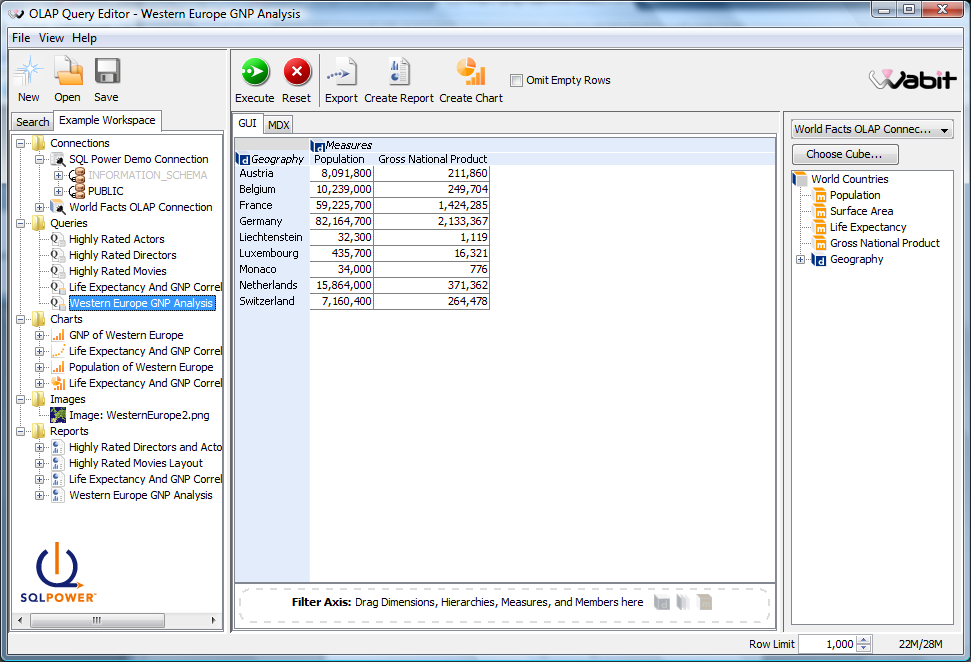 OLAP Query Editor - Western Europe GNP Analysis
File View Help
New Open Save
Execute Reset Export Create Report Create Chart Omit Empty Rows
Wabit
Search Example Workspace
Connections
SQL Power Demo Connection
INFORMATION_SCHEMA
PUBLIC
World Facts OLAP Connection
Queries
Highly Rated Actors
Highly Rated Directors
Highly Rated Movies
Life Expectancy And GNP Correl
Western Europe GNP Analysis
Charts
GNP of Western Europe
Life Expectancy And GNP Correl
Population of Western Europe
Life Expectancy And GNP Correl
Images
Image: WesternEurope2.png
Reports
Highly Rated Directors and Acto
Highly Rated Movies Layout
Life Expectancy And GNP Correl
Western Europe GNP Analysis
SQLPOWER
GUI MDX
Measures
Geography Population Gross National Product
Austria 8,091,800 211,860
Belgium 10,239,000 249,704
France 59,225,700 1,424,285
Germany 82,164,700 2,133,367
Liechtenstein 32,300 1,119
Luxembourg 435,700 16,321
Monaco 34,000 776
Netherlands 15,864,000 371,362
Switzerland 7,160,400 264,478
Filter Axis: Drag Dimensions, Hierarchies, Measures, and Members here
World Facts OLAP Connec...
Choose Cube...
World Countries
Population
Surface Area
Life Expectancy
Gross National Product
Geography
Row Limit 1,000 22M/28M